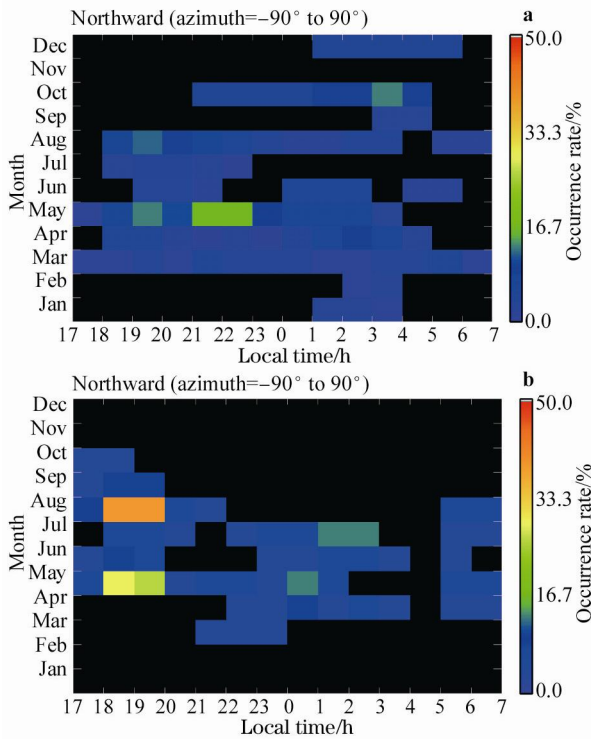 Northward (azimuth=−90° to 90°)
a
50.0
33.3
16.7
0.0
Occurrence rate/%
Month
Dec
Nov
Oct
Sep
Aug
Jul
Jun
May
Apr
Mar
Feb
Jan
17 18 19 20 21 22 23 0 1 2 3 4 5 6 7
Local time/h
Northward (azimuth=−90° to 90°)
b
50.0
33.3
16.7
0.0
Occurrence rate/%
Month
Dec
Nov
Oct
Sep
Aug
Jul
Jun
May
Apr
Mar
Feb
Jan
17 18 19 20 21 22 23 0 1 2 3 4 5 6 7
Local time/h